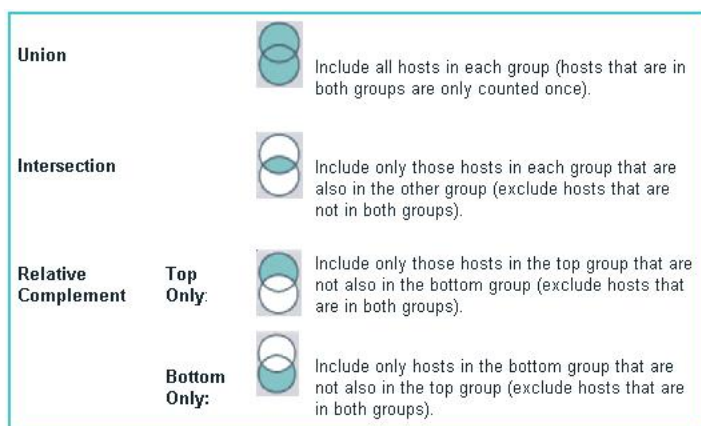 Union
Include all hosts in each group (hosts that are in
both groups are only counted once).
Intersection
Include only those hosts in each group that are
also in the other group (exclude hosts that are
not in both groups).
Relative
Complement
Top
Only:
Include only those hosts in the top group that are
not also in the bottom group (exclude hosts that
are in both groups).
Bottom
Only:
Include only hosts in the bottom group that are
not also in the top group (exclude hosts that are
in both groups).